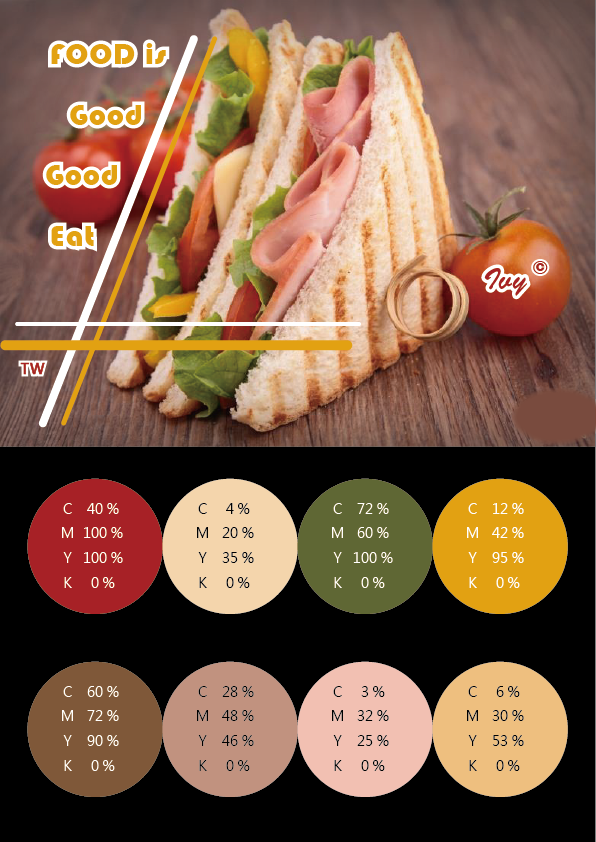 FOOD is
Good
Good
Eat
Ivy ©
TW
C 40 %
M 100 %
Y 100 %
K 0 %
C 4 %
M 20 %
Y 35 %
K 0 %
C 72 %
M 60 %
Y 100 %
K 0 %
C 12 %
M 42 %
Y 95 %
K 0 %
C 60 %
M 72 %
Y 90 %
K 0 %
C 28 %
M 48 %
Y 46 %
K 0 %
C 3 %
M 32 %
Y 25 %
K 0 %
C 6 %
M 30 %
Y 53 %
K 0 %